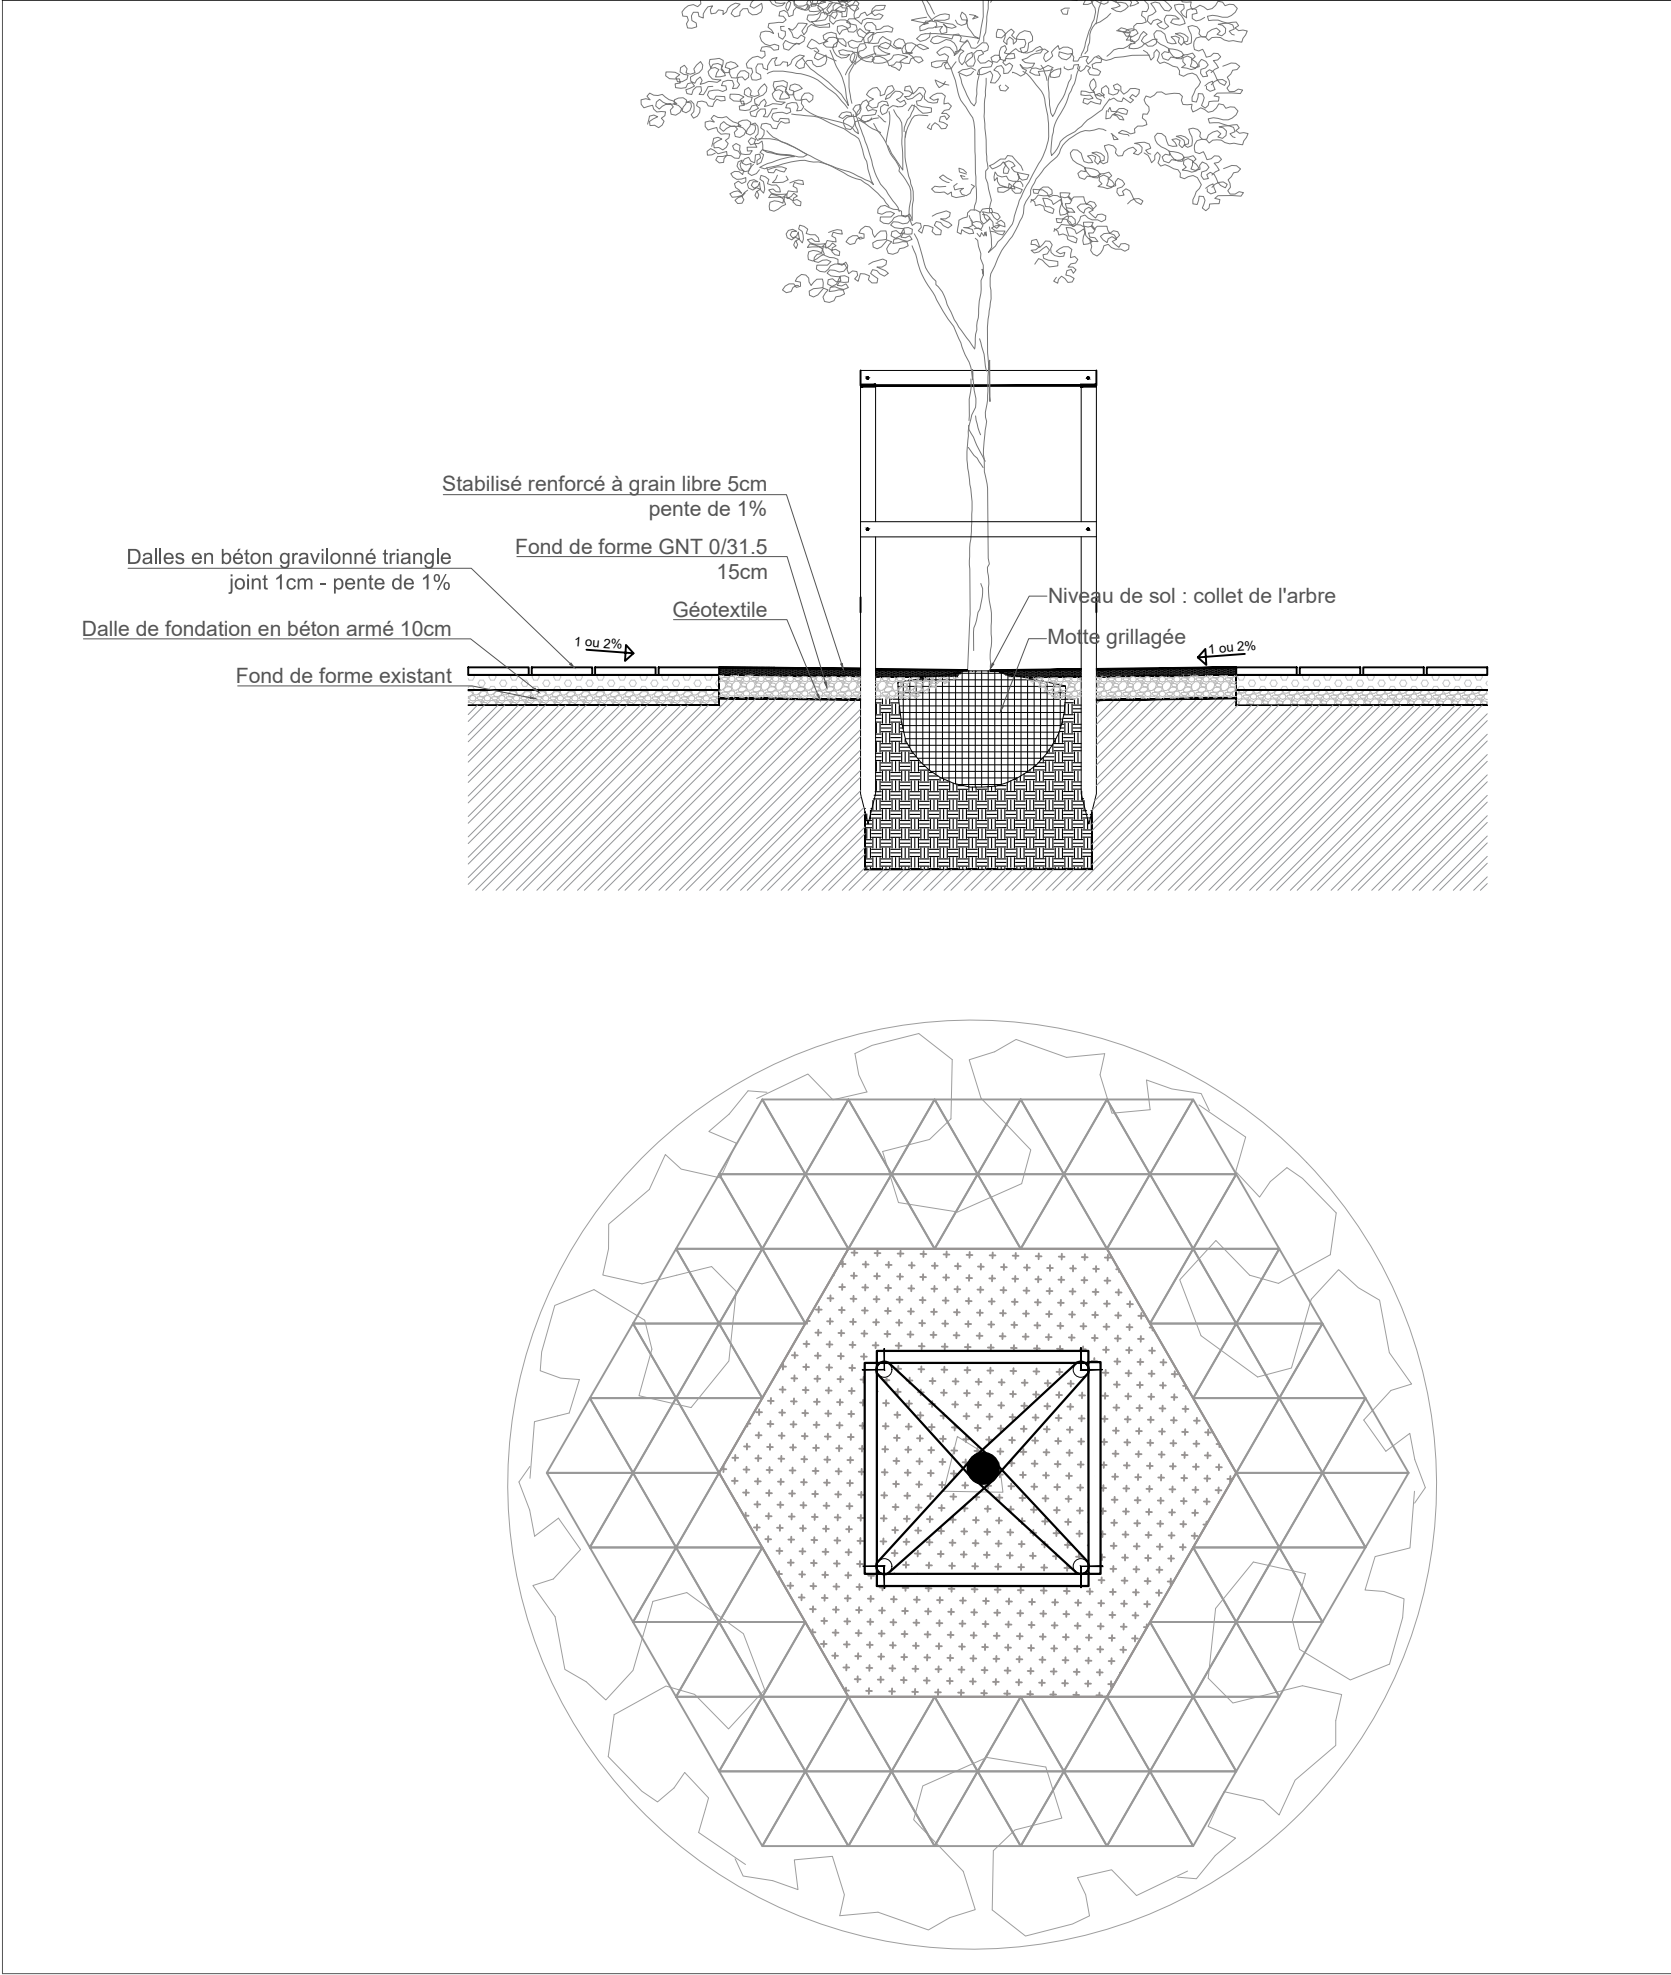 Stabilisé renforcé à grain libre 5cm
pente de 1%
Fond de forme GNT 0/31.5
15cm
Géotextile
Dalles en béton gravilonné triangle
joint 1cm - pente de 1%
Dalle de fondation en béton armé 10cm
Fond de forme existant
1 ou 2%
Niveau de sol : collet de l'arbre
Motte grillagée
1 ou 2%